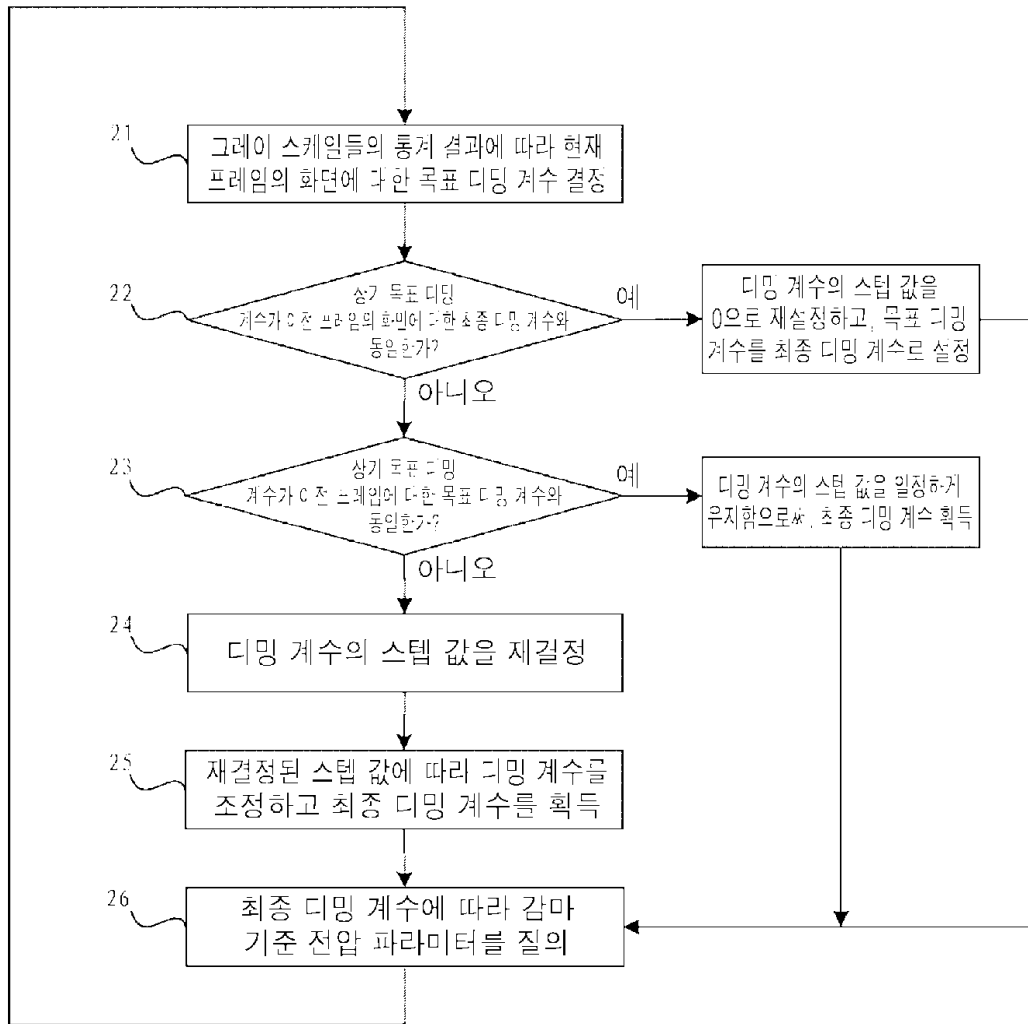 21
그레이 스케일들의 통계 결과에 따라 현재
프레임의 화면에 대한 목표 디밍 계수 결정
22
상기 목표 디밍
계수가 이전 프레임의 화면에 대한 최종 디밍 계수와
동일한가?
예
디밍 계수의 스텝 값을
0으로 재설정하고, 목표 디밍
계수를 최종 디밍 계수로 설정
아니오
23
상기 목표 디밍
계수가 이전 프레임에 대한 목표 디밍 계수와
동일한가?
예
디밍 계수의 스텝 값을 일정하게
유지함으로써, 최종 디밍 계수 획득
아니오
24
디밍 계수의 스텝 값을 재결정
25
재결정된 스텝 값에 따라 디밍 계수를
조정하고 최종 디밍 계수를 획득
26
최종 디밍 계수에 따라 감마
기준 전압 파라미터를 질의